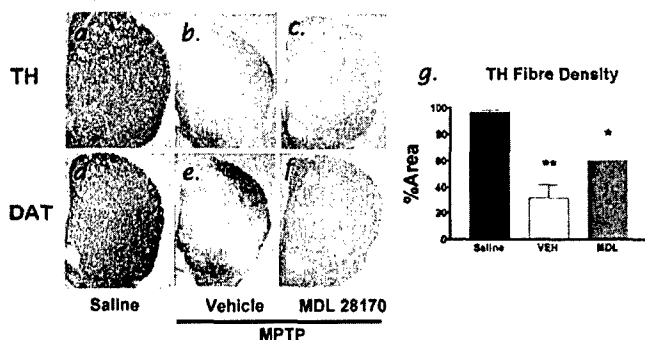 a b. c.
TH
d e. f
DAT
Saline Vehicle MDL 28170
MPTP
g. TH Fibre Density
%Area
100
80
60
40
20
0
**
*
Saline VEH MDL